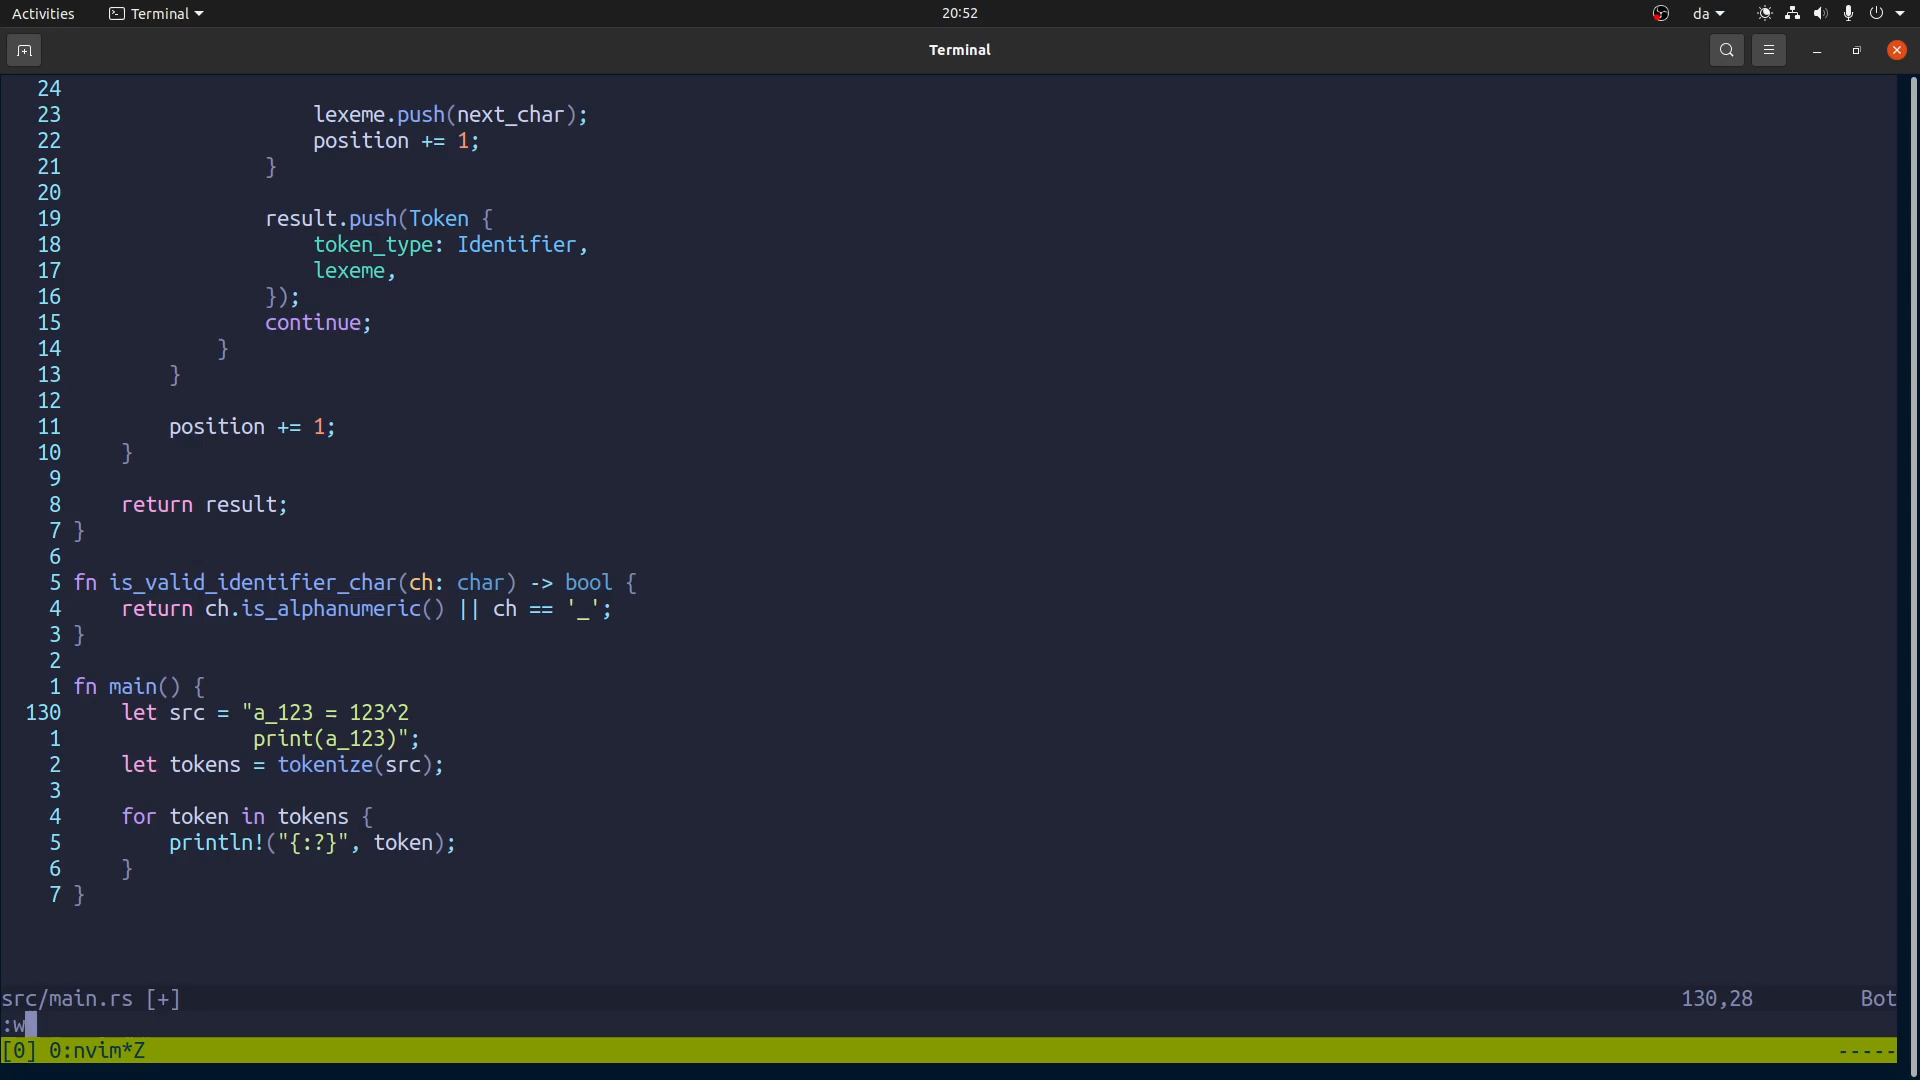 Activities Terminal 20:52 da
Terminal
24
23 lexeme.push(next_char);
22 position += 1;
21 }
20
19 result.push(Token {
18 token_type: Identifier,
17 lexeme,
16 });
15 continue;
14 }
13 }
12
11 position += 1;
10 }
9
8 return result;
7 }
6
5 fn is_valid_identifier_char(ch: char) -> bool {
4 return ch.is_alphanumeric() || ch == '_';
3 }
2
1 fn main() {
130 let src = "a_123 = 123^2
1 print(a_123)";
2 let tokens = tokenize(src);
3
4 for token in tokens {
5 println!("{:?}", token);
6 }
7 }
src/main.rs [+] 130,28 Bot
:w
[0] 0:nvim*Z -----